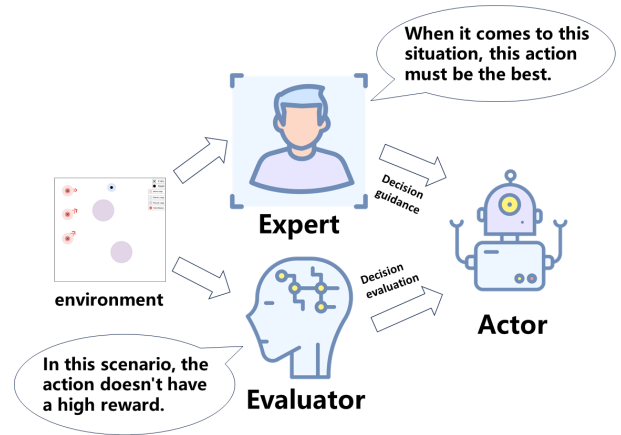 When it comes to this
situation, this action
must be the best.
Decision
guidance
Expert
environment
Decision
evaluation
Actor
In this scenario, the
action doesn't have
a high reward.
Evaluator